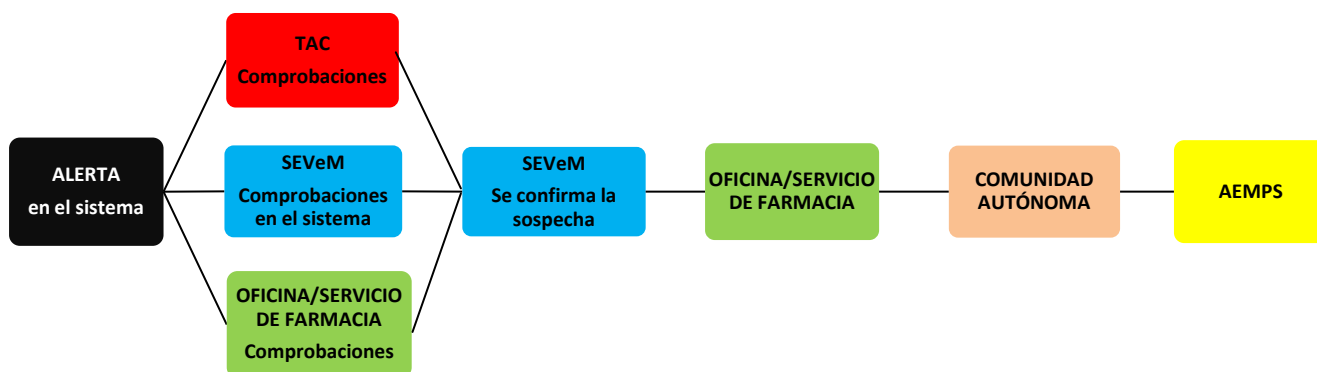 ALERTA
en el sistema
TAC
Comprobaciones
SEVeM
Comprobaciones
en el sistema
OFICINA/SERVICIO
DE FARMACIA
Comprobaciones
SEVeM
Se confirma la
sospecha
OFICINA/SERVICIO
DE FARMACIA
COMUNIDAD
AUTÓNOMA
AEMPS